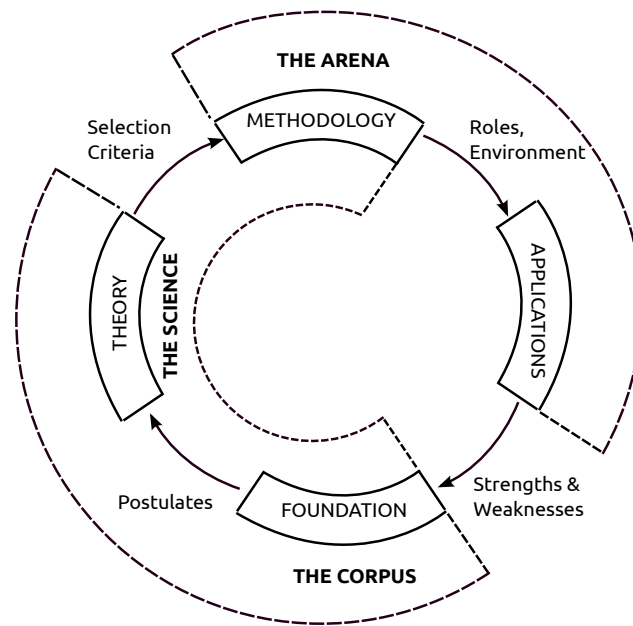 THE ARENA
METHODOLOGY
Selection
Criteria
Roles,
Environment
THEORY
THE SCIENCE
APPLICATIONS
Postulates
FOUNDATION
Strengths &
Weaknesses
THE CORPUS